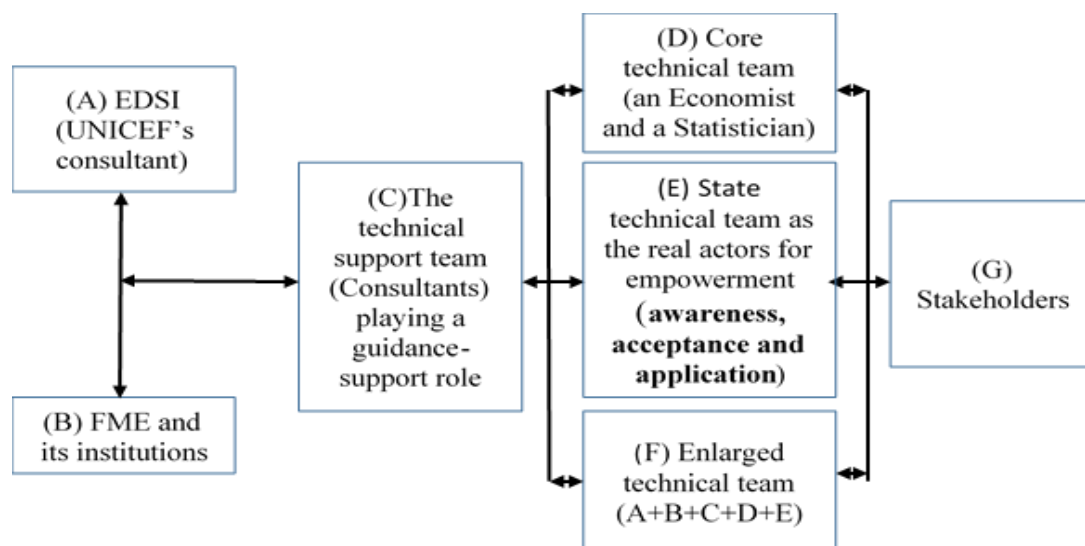 (A) EDSI
(UNICEF’s
consultant)
(B) FME and
its institutions
(C)The
technical
support team
(Consultants)
playing a
guidance-
support role
(D) Core
technical team
(an Economist
and a Statistician)
(E) State
technical team as
the real actors for
empowerment
(awareness,
acceptance and
application)
(F) Enlarged
technical team
(A+B+C+D+E)
(G)
Stakeholders